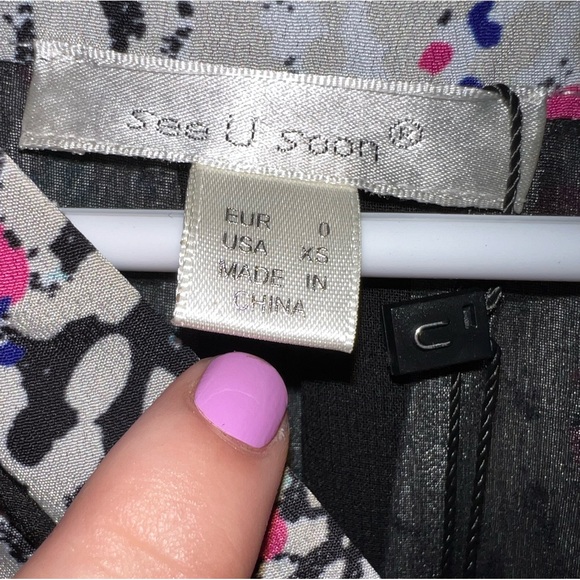 see U soon®
EUR 0
USA XS
MADE IN
CHINA
U